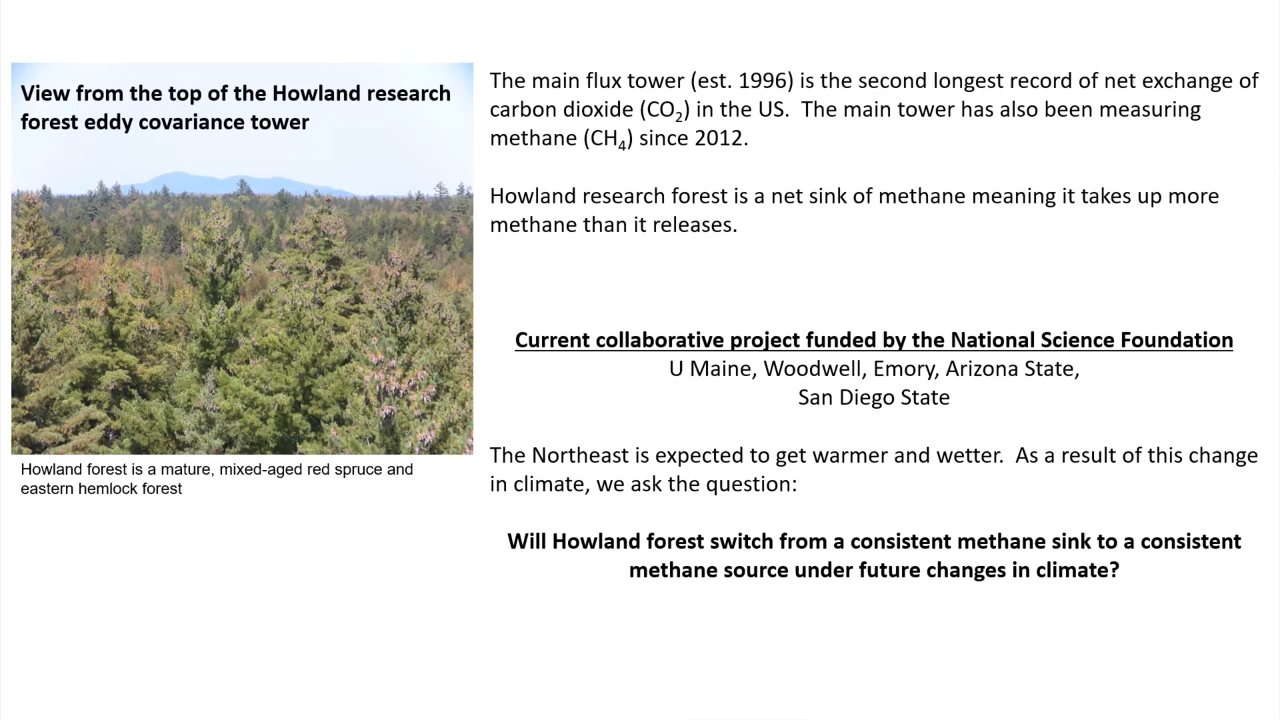 View from the top of the Howland research
forest eddy covariance tower
Howland forest is a mature, mixed-aged red spruce and
eastern hemlock forest
The main flux tower (est. 1996) is the second longest record of net exchange of
carbon dioxide (CO₂) in the US.  The main tower has also been measuring
methane (CH₄) since 2012.
Howland research forest is a net sink of methane meaning it takes up more
methane than it releases.
Current collaborative project funded by the National Science Foundation
U Maine, Woodwell, Emory, Arizona State,
San Diego State
The Northeast is expected to get warmer and wetter.  As a result of this change
in climate, we ask the question:
Will Howland forest switch from a consistent methane sink to a consistent
methane source under future changes in climate?